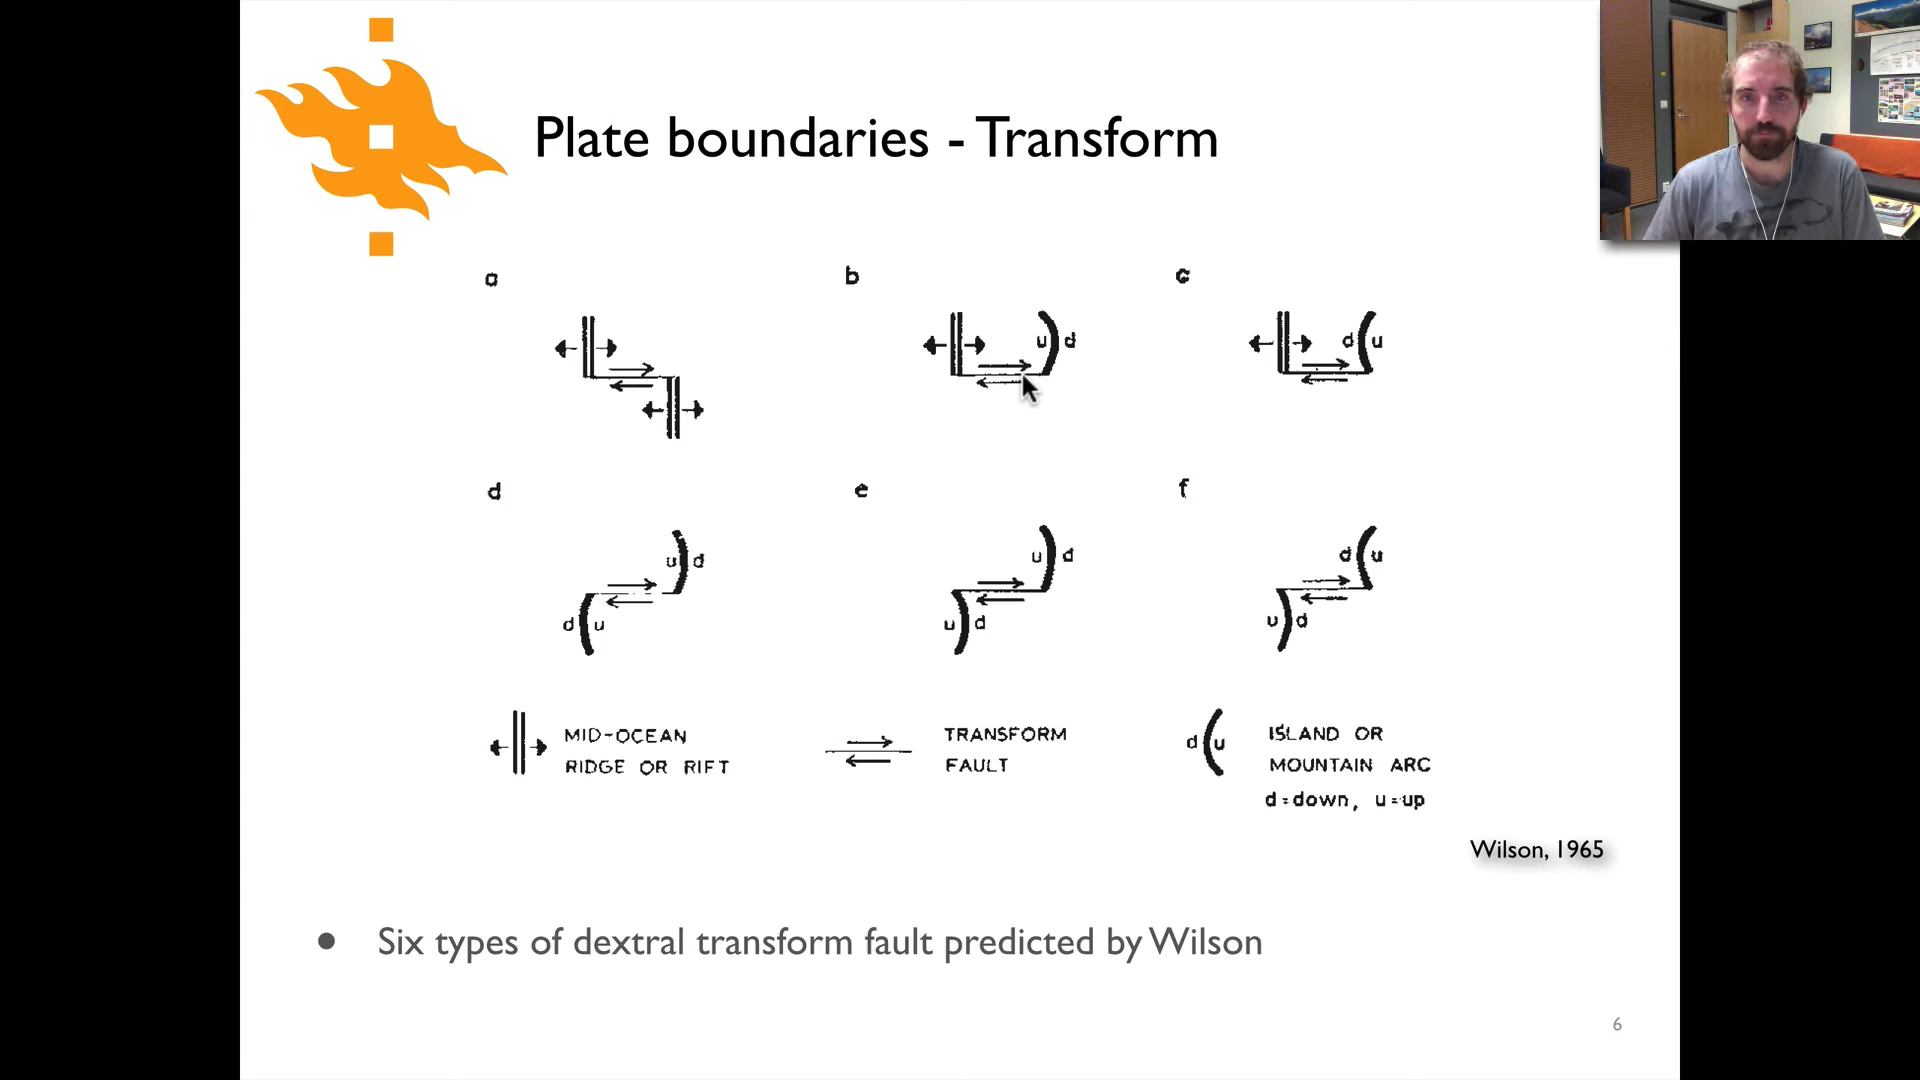 Plate boundaries - Transform
a
b
c
u d
d u
d
e
f
u d
u d
d u
d u
u d
u d
MID-OCEAN
RIDGE OR RIFT
TRANSFORM
FAULT
d u
ISLAND OR
MOUNTAIN ARC
d=down, u=up
Wilson, 1965
• Six types of dextral transform fault predicted by Wilson
6